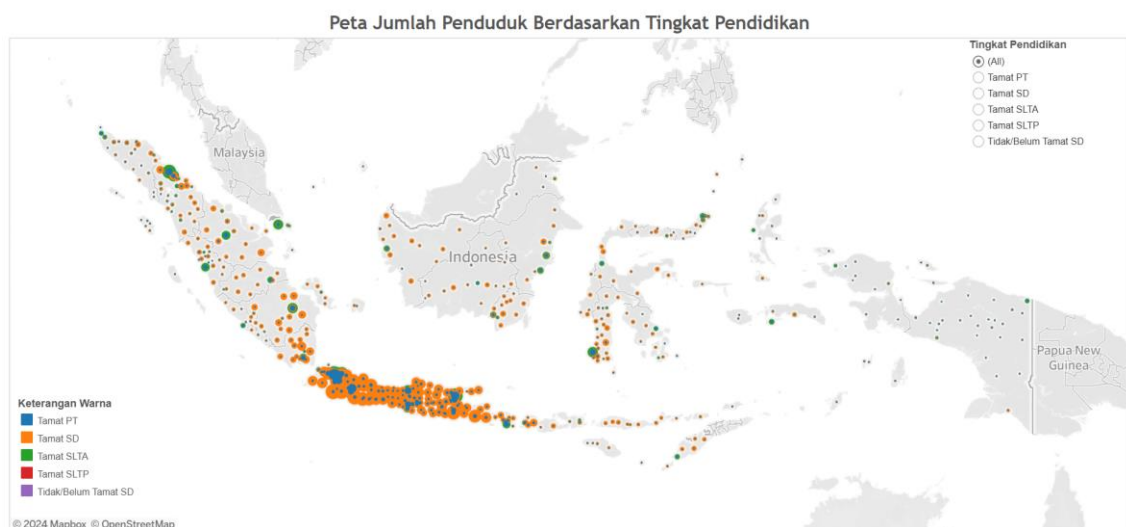 Peta Jumlah Penduduk Berdasarkan Tingkat Pendidikan
Tingkat Pendidikan
(All)
Tamat PT
Tamat SD
Tamat SLTA
Tamat SLTP
Tidak/Belum Tamat SD
Malaysia
Indonesia
Papua New
Guinea
Keterangan Warna
Tamat PT
Tamat SD
Tamat SLTA
Tamat SLTP
Tidak/Belum Tamat SD
© 2024 Mapbox © OpenStreetMap